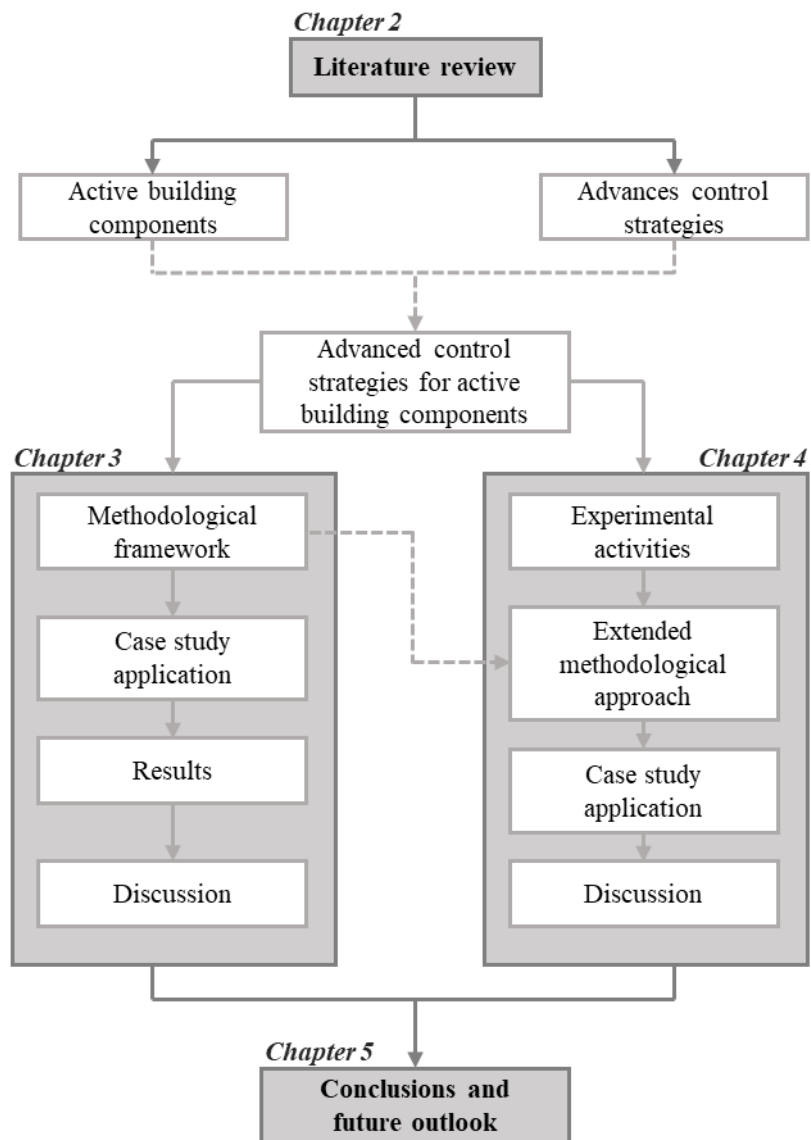 Chapter 2
Literature review
Active building
components
Advances control
strategies
Advanced control
strategies for active
building components
Chapter 3
Methodological
framework
Case study
application
Results
Discussion
Chapter 4
Experimental
activities
Extended
methodological
approach
Case study
application
Discussion
Chapter 5
Conclusions and
future outlook